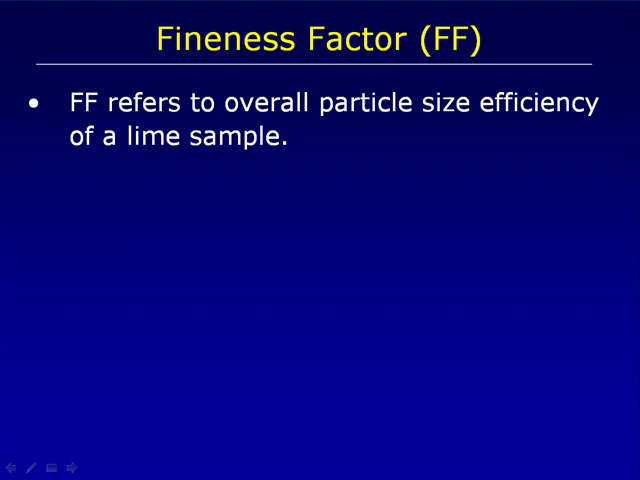 Fineness Factor (FF)
• FF refers to overall particle size efficiency
of a lime sample.